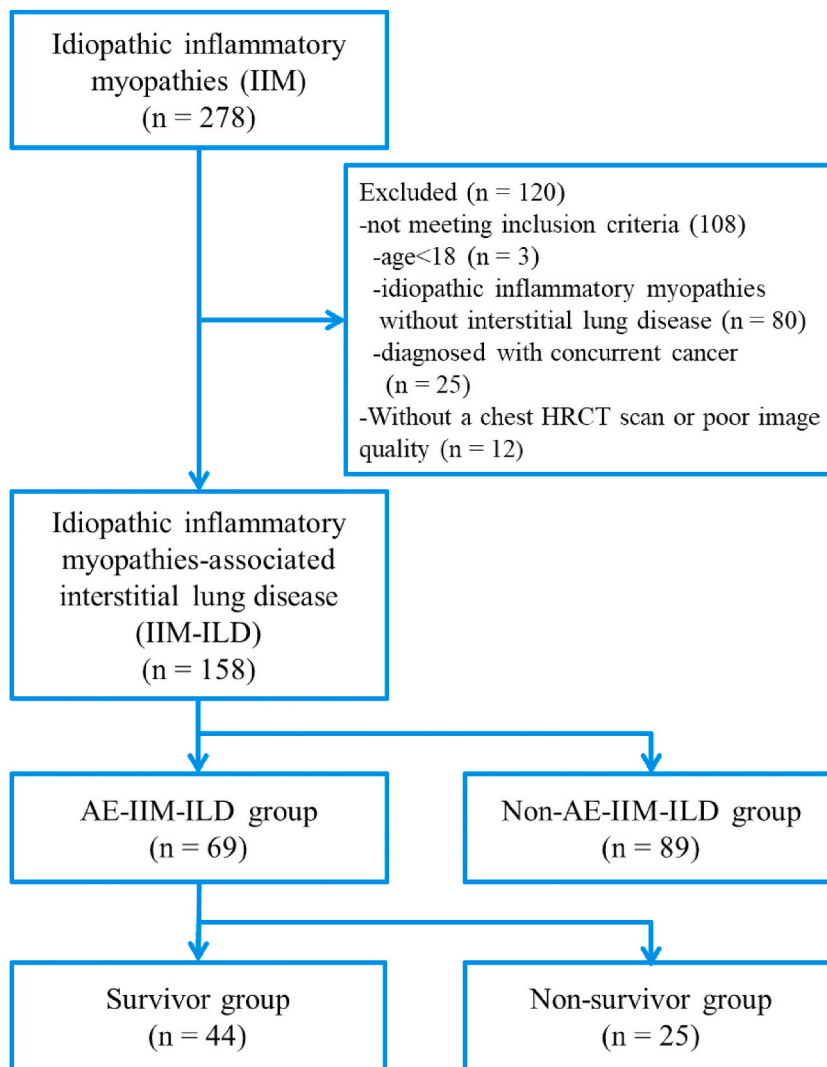 Idiopathic inflammatory
myopathies (IIM)
(n = 278)
Excluded (n = 120)
-not meeting inclusion criteria (108)
-age<18 (n = 3)
-idiopathic inflammatory myopathies
without interstitial lung disease (n = 80)
-diagnosed with concurrent cancer
(n = 25)
-Without a chest HRCT scan or poor image
quality (n = 12)
Idiopathic inflammatory
myopathies-associated
interstitial lung disease
(IIM-ILD)
(n = 158)
AE-IIM-ILD group
(n = 69)
Non-AE-IIM-ILD group
(n = 89)
Survivor group
(n = 44)
Non-survivor group
(n = 25)